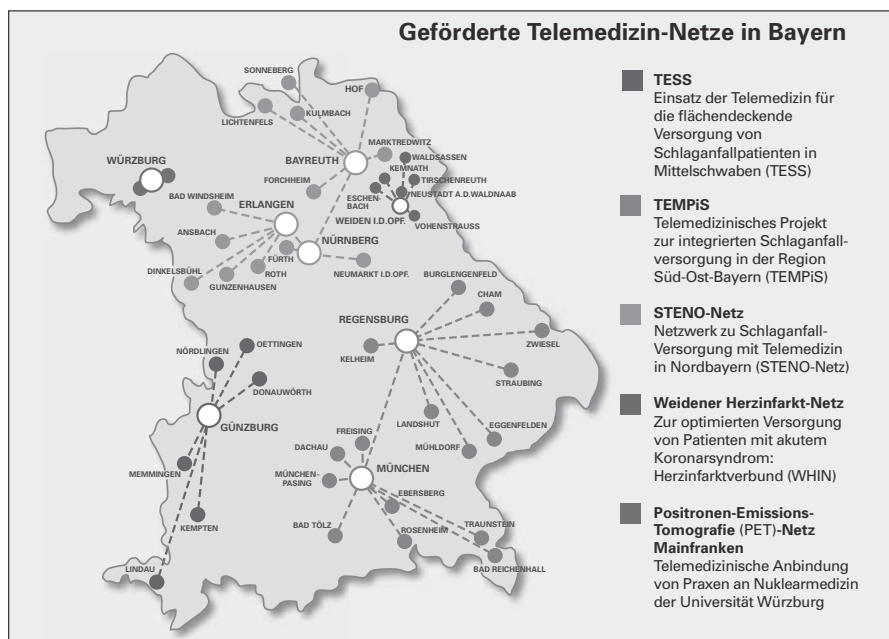 Geförderte Telemedizin-Netze in Bayern
SONNEBERG
HOF
KULMBACH
LICHTENFELS
MARKTREDWITZ
WÜRZBURG
BAYREUTH
WALDSASSEN
KEMNATH
TIRSCHENREUTH
FORCHHEIM
NEUSTADT A.D.WALDNAAB
BAD WINDSHEIM
ESCHEN-
BACH
ERLANGEN
WEIDEN I.D.OPF.
VOHENSTRAUSS
ANSBACH
NÜRNBERG
FÜRTH
DINKELSBÜHL
ROTH
NEUMARKT I.D.OPF.
GUNZENHAUSEN
BURGLENGENFELD
CHAM
REGENSBURG
OETTINGEN
ZWIESEL
NÖRDLINGEN
KELHEIM
STRAUBING
DONAUWÖRTH
GÜNZBURG
LANDSHUT
EGGENFELDEN
FREISING
MÜHLDORF
DACHAU
MÜNCHEN
MEMMINGEN
MÜNCHEN-
PASING
EBERSBERG
KEMPTEN
BAD TÖLZ
TRAUNSTEIN
ROSENHEIM
LINDAU
BAD REICHENHALL
TESS
Einsatz der Telemedizin für
die flächendeckende
Versorgung von
Schlaganfallpatienten in
Mittelschwaben (TESS)
TEMPiS
Telemedizinisches Projekt
zur integrierten Schlaganfall-
versorgung in der Region
Süd-Ost-Bayern (TEMPiS)
STENO-Netz
Netzwerk zu Schlaganfall-
Versorgung mit Telemedizin
in Nordbayern (STENO-Netz)
Weidener Herzinfarkt-Netz
Zur optimierten Versorgung
von Patienten mit akutem
Koronarsyndrom:
Herzinfarktverbund (WHIN)
Positronen-Emissions-
Tomografie (PET)-Netz
Mainfranken
Telemedizinische Anbindung
von Praxen an Nuklearmedizin
der Universität Würzburg